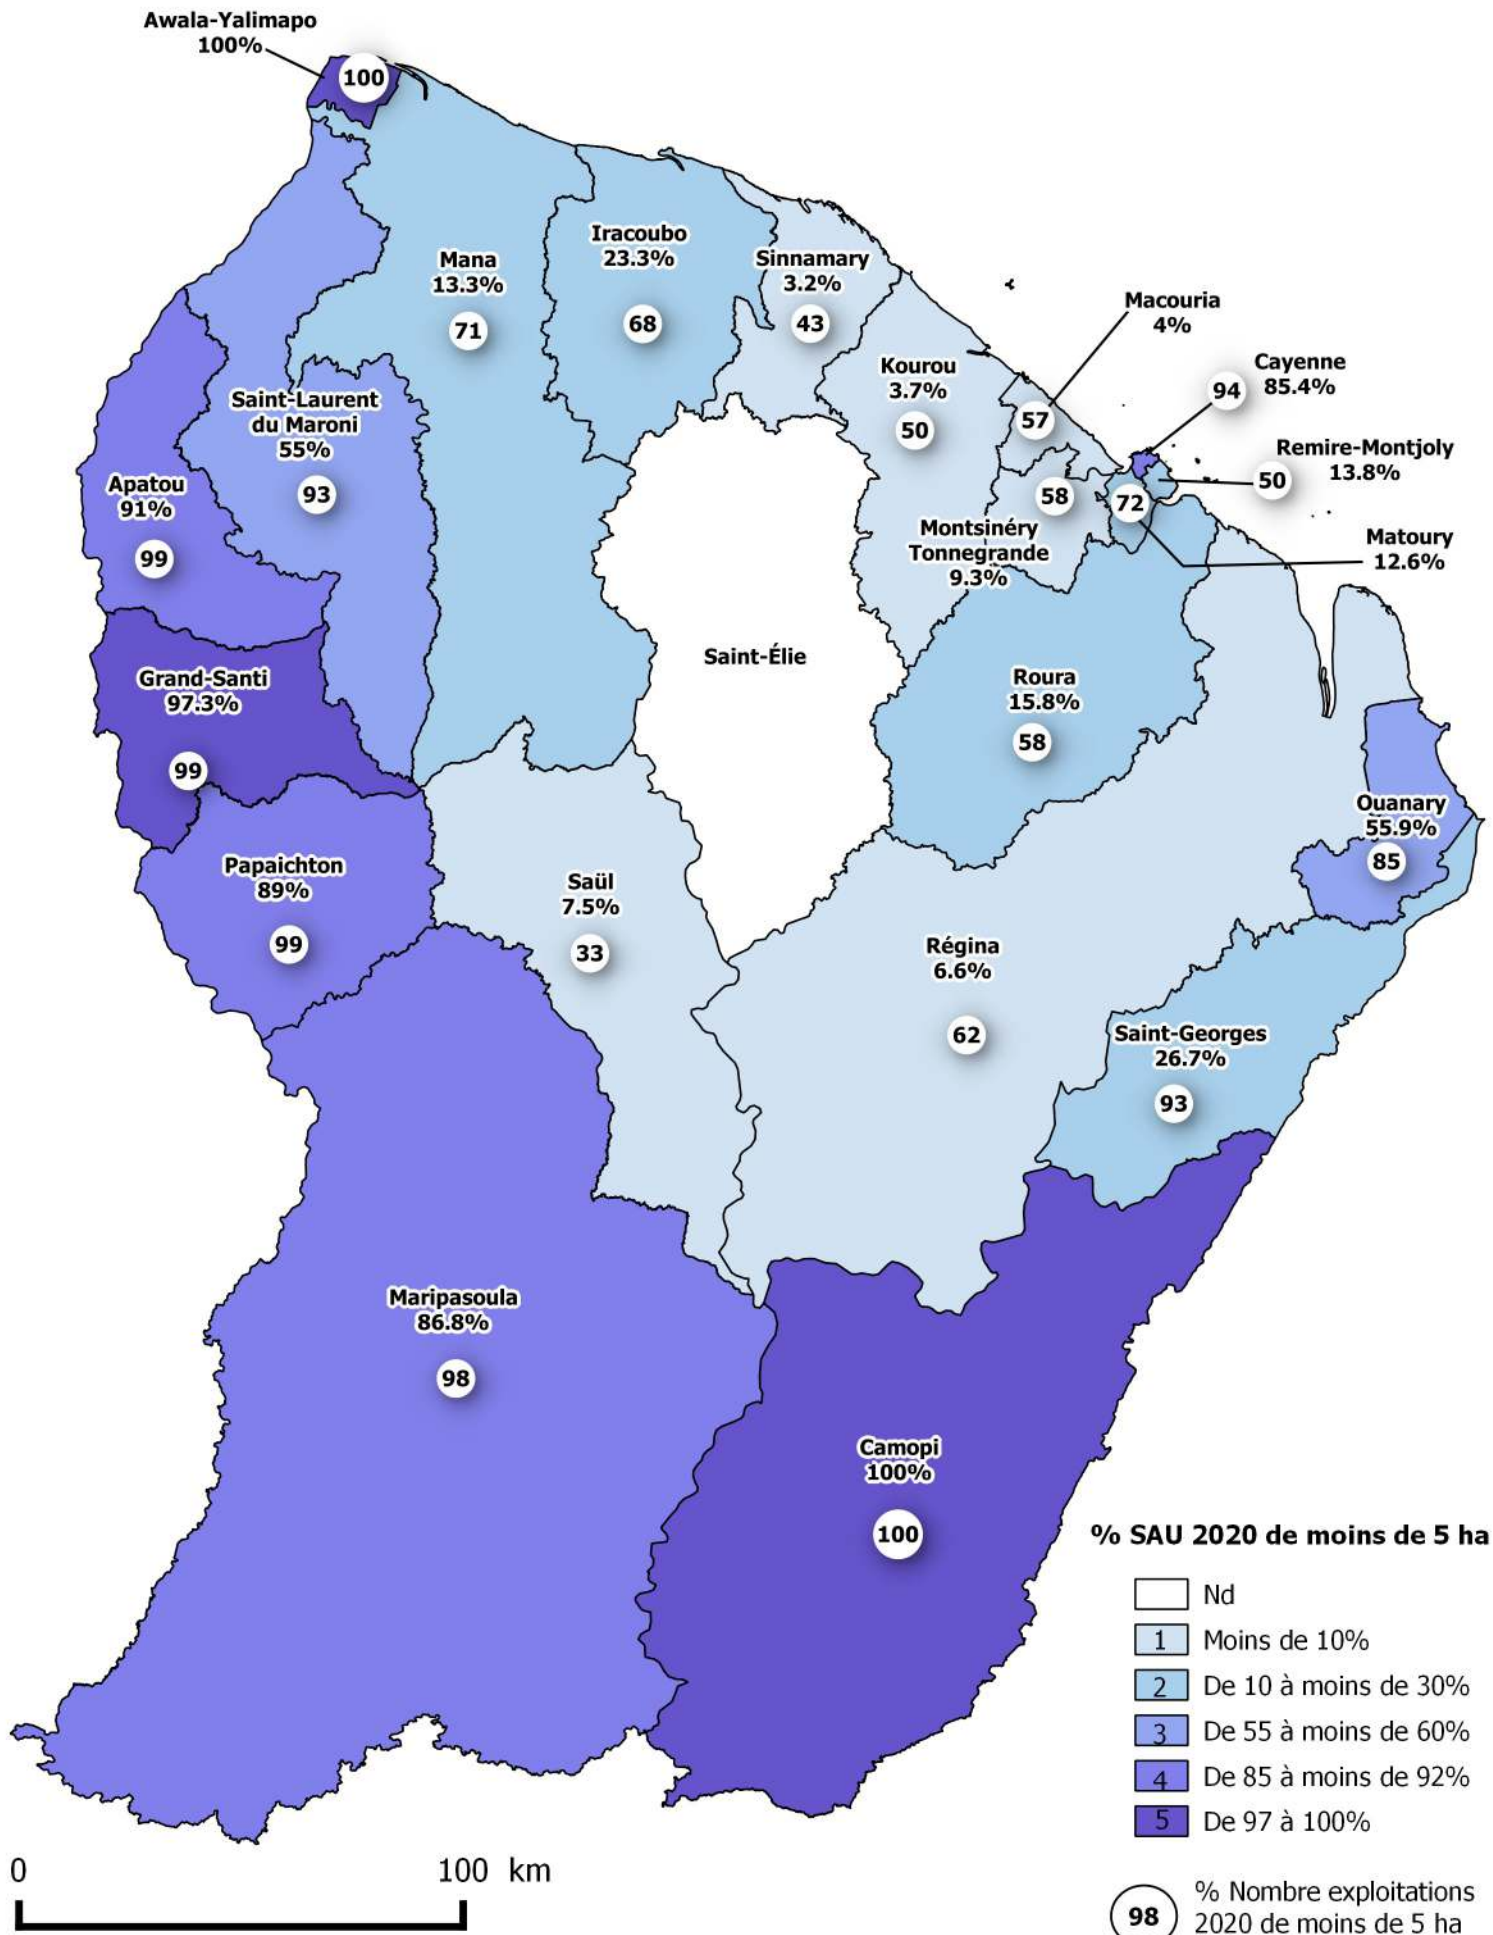 Awala-Yalimapo
100%
100
Mana
13.3%
71
Iracoubo
23.3%
68
Sinnamary
3.2%
43
Macouria
4%
57
Kourou
3.7%
50
Cayenne
85.4%
94
Remire-Montjoly
13.8%
50
Saint-Laurent
du Maroni
55%
93
Apatou
91%
99
58
72
Montsinéry
Tonnegrande
9.3%
Matoury
12.6%
Saint-Élie
Grand-Santi
97.3%
99
Roura
15.8%
58
Ouanary
55.9%
85
Papaichton
89%
99
Saül
7.5%
33
Régina
6.6%
62
Saint-Georges
26.7%
93
Maripasoula
86.8%
98
Camopi
100%
100
% SAU 2020 de moins de 5 ha
Nd
1 Moins de 10%
2 De 10 à moins de 30%
3 De 55 à moins de 60%
4 De 85 à moins de 92%
5 De 97 à 100%
0 100 km
98
% Nombre exploitations
2020 de moins de 5 ha